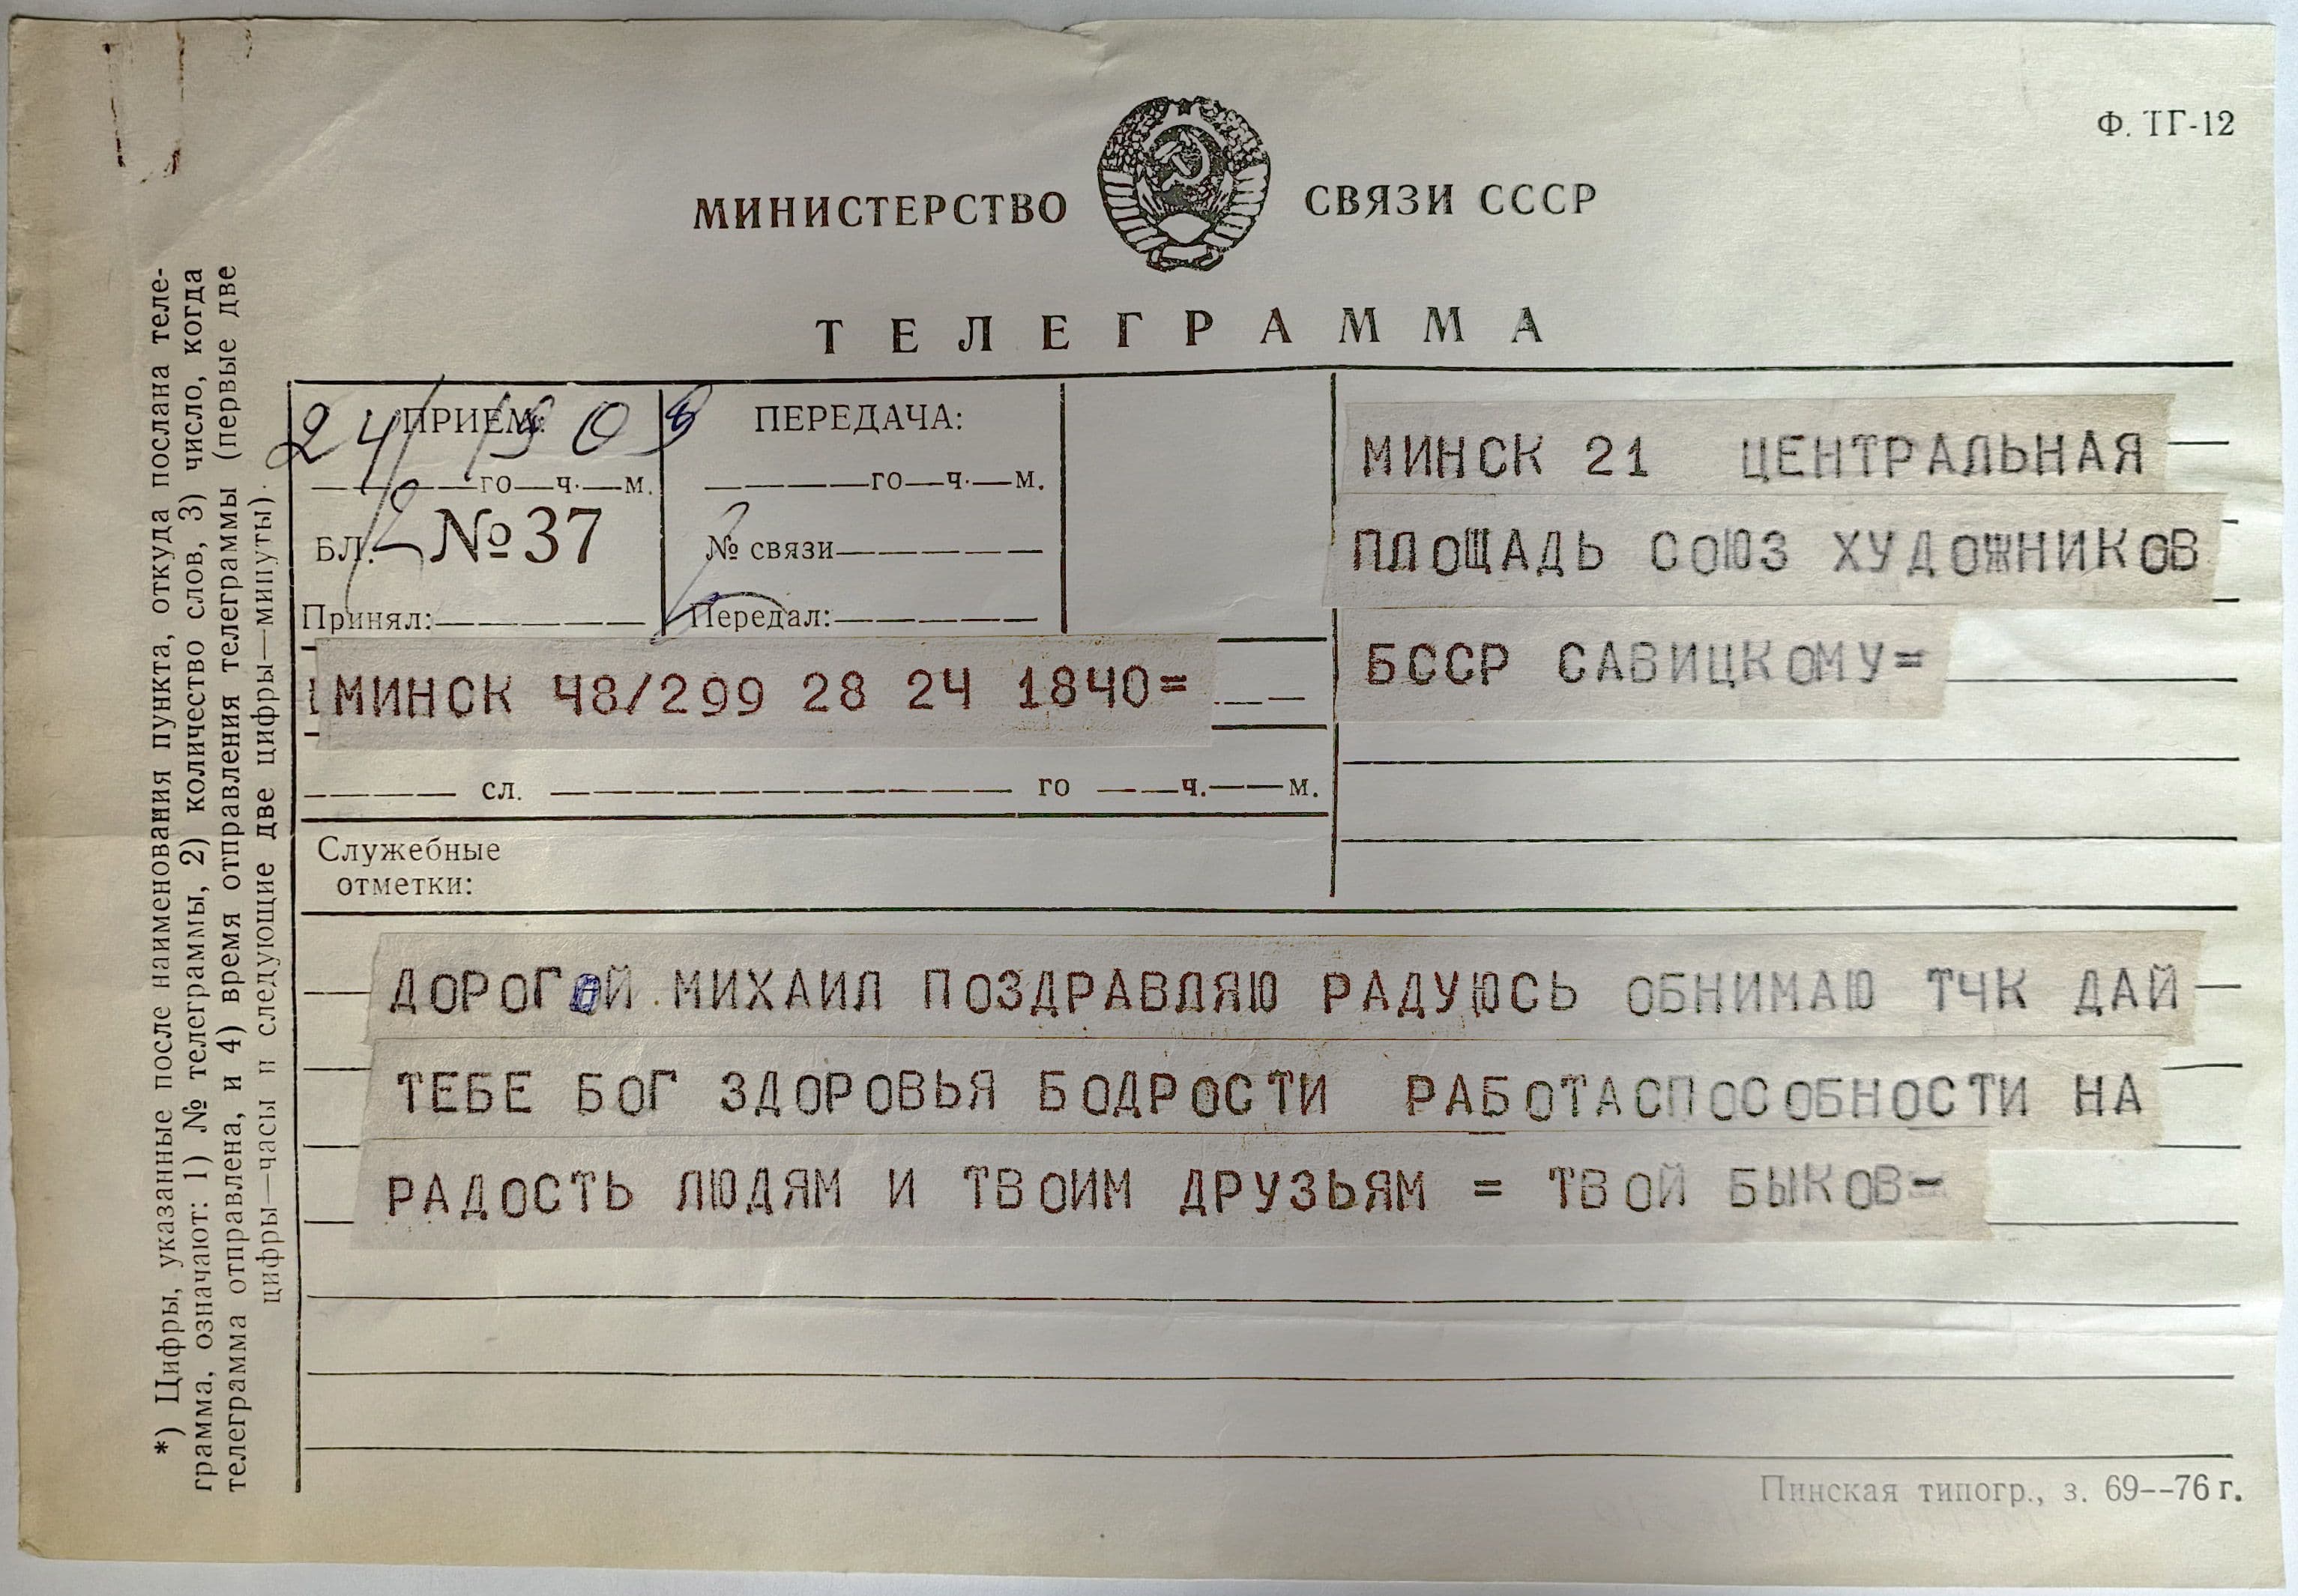 Ф. ТГ-12
МИНИСТЕРСТВО СВЯЗИ СССР
ТЕЛЕГРАММА
ПРИЕМ:
24 19 0
го ч. м.
БЛ. №37
Принял:
ПЕРЕДАЧА:
го ч. м.
№ связи
Передал:
МИНСК 48/299 28 24 1840=
сл. го ч. м.
Служебные
отметки:
МИНСК 21 ЦЕНТРАЛЬНАЯ
ПЛОЩАДЬ СОЮЗ ХУДОЖНИКОВ
БССР САВИЦКОМУ=
ДОРОГОЙ МИХАИЛ ПОЗДРАВЛЯЮ РАДУЮСЬ ОБНИМАЮ ТЧК ДАЙ
ТЕБЕ БОГ ЗДОРОВЬЯ БОДРОСТИ РАБОТАСПОСОБНОСТИ НА
РАДОСТЬ ЛЮДЯМ И ТВОИМ ДРУЗЬЯМ = ТВОЙ БЫКОВ-
Пинская типогр., з. 69--76 г.
*) Цифры, указанные после наименования пункта, откуда послана теле-
грамма, означают: 1) № телеграммы, 2) количество слов, 3) число, когда
телеграмма отправлена, и 4) время отправления телеграммы (первые две
цифры—часы и следующие две цифры—минуты).